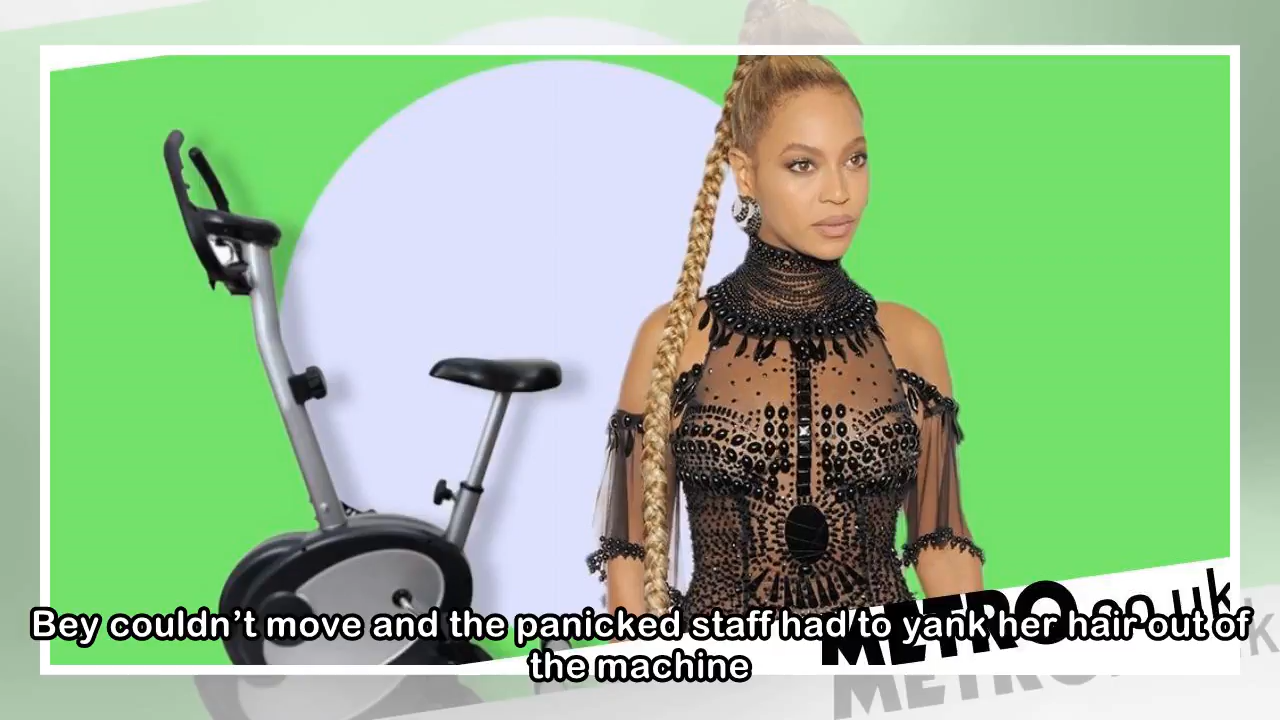 METRO.co.uk
Bey couldn’t move and the panicked staff had to yank her hair out of
the machine